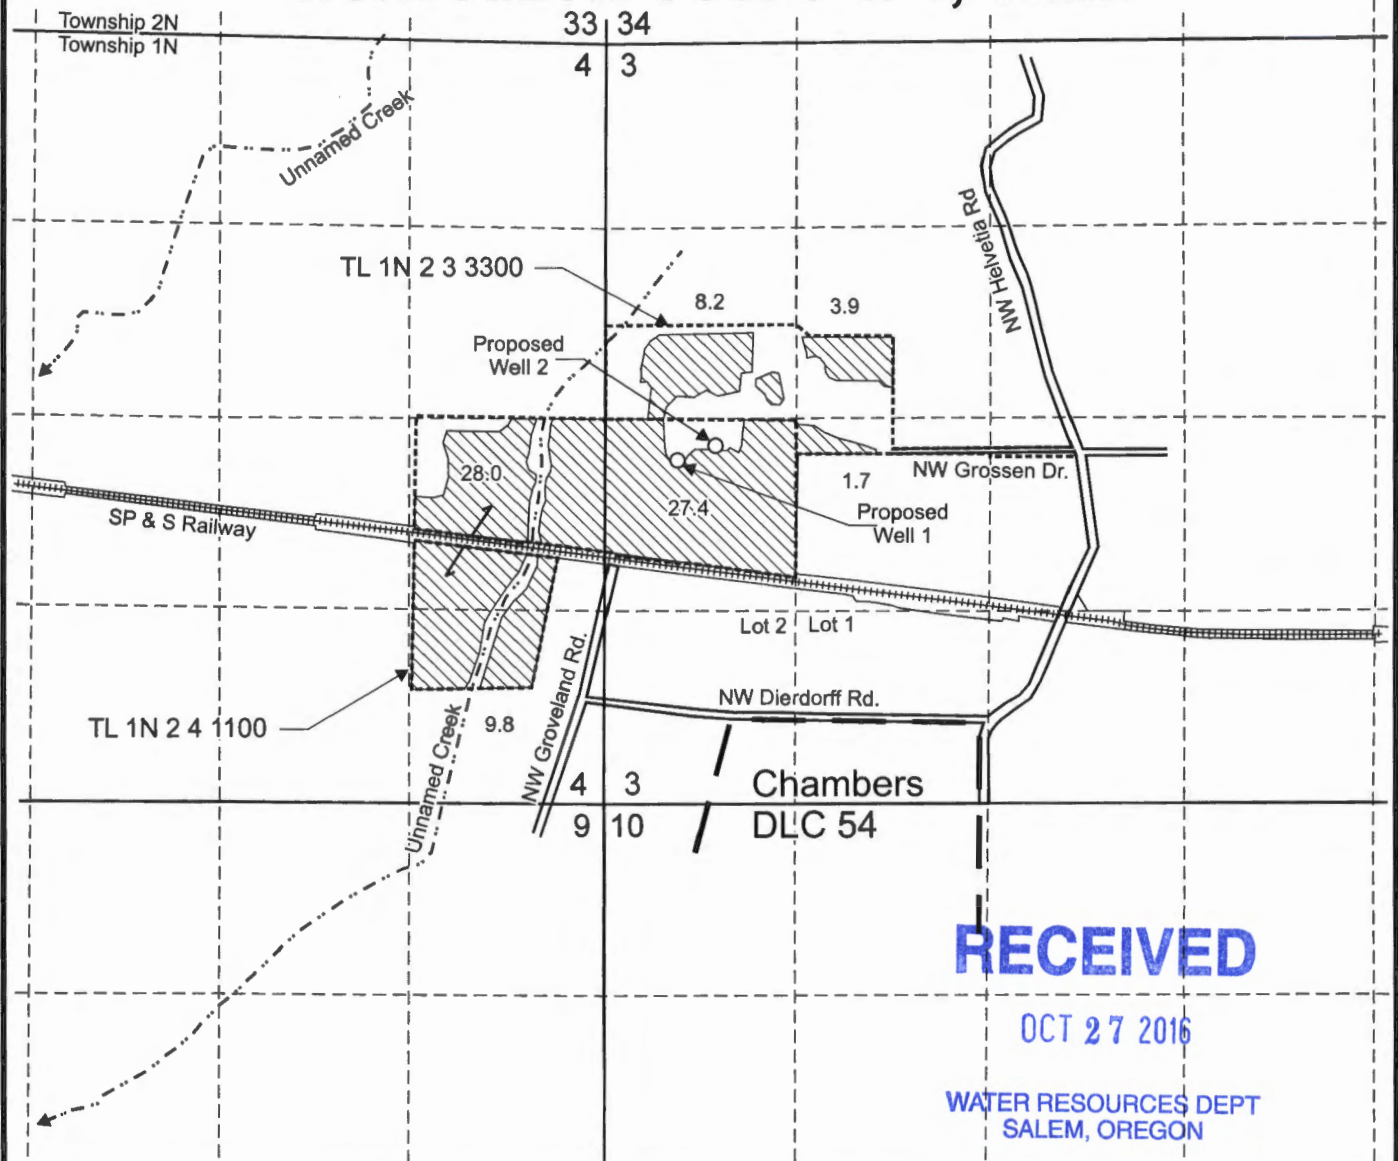 Township 2N
Township 1N
33 34
4 3
Unnamed Creek
NW Helvetia Rd
TL 1N 2 3 3300
8.2
3.9
Proposed
Well 2
28.0
27.4
1.7
NW Grossen Dr.
Proposed
Well 1
SP & S Railway
Lot 2
Lot 1
NW Dierdorff Rd.
TL 1N 2 4 1100
9.8
Unnamed Creek
NW Groveland Rd.
4 3
9 10
Chambers
DLC 54
RECEIVED
OCT 27 2016
WATER RESOURCES DEPT
SALEM, OREGON